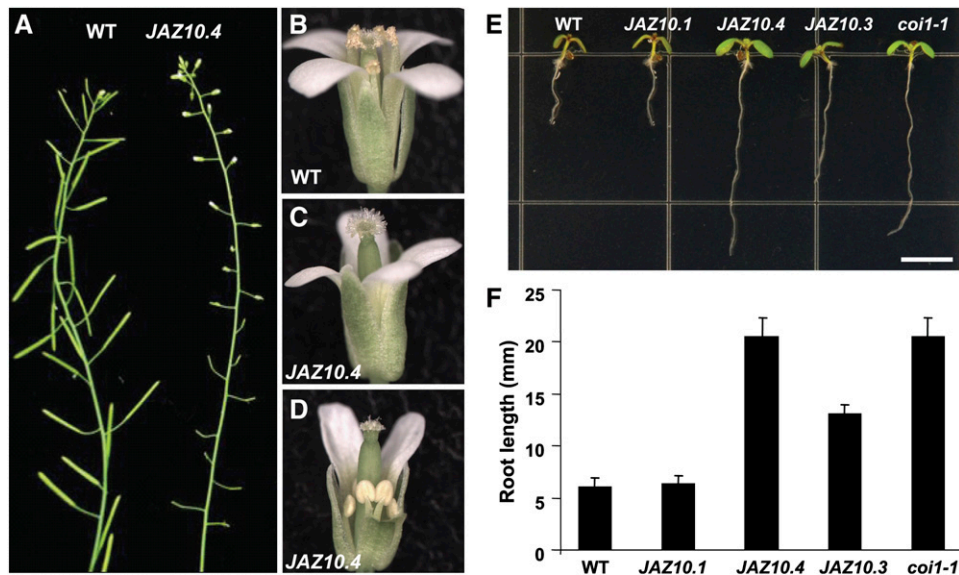 A
WT JAZ10.4
B
WT
C
JAZ10.4
D
JAZ10.4
E
WT JAZ10.1 JAZ10.4 JAZ10.3 coi1-1
F
Root length (mm)
25
20
15
10
5
0
WT JAZ10.1 JAZ10.4 JAZ10.3 coi1-1